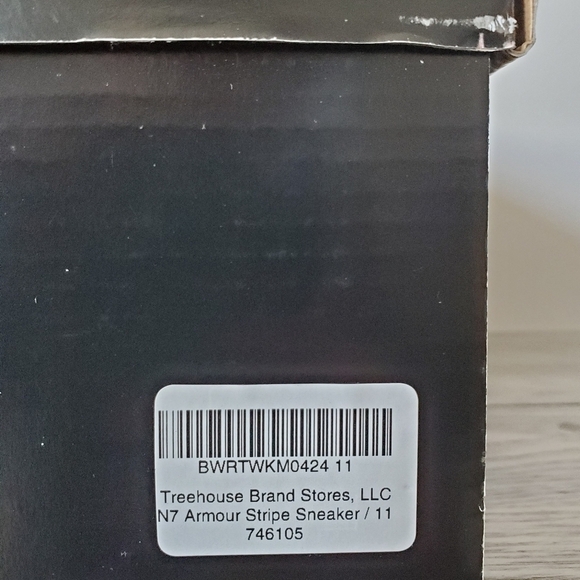 BWRTWKM0424 11
Treehouse Brand Stores, LLC
N7 Armour Stripe Sneaker / 11
746105